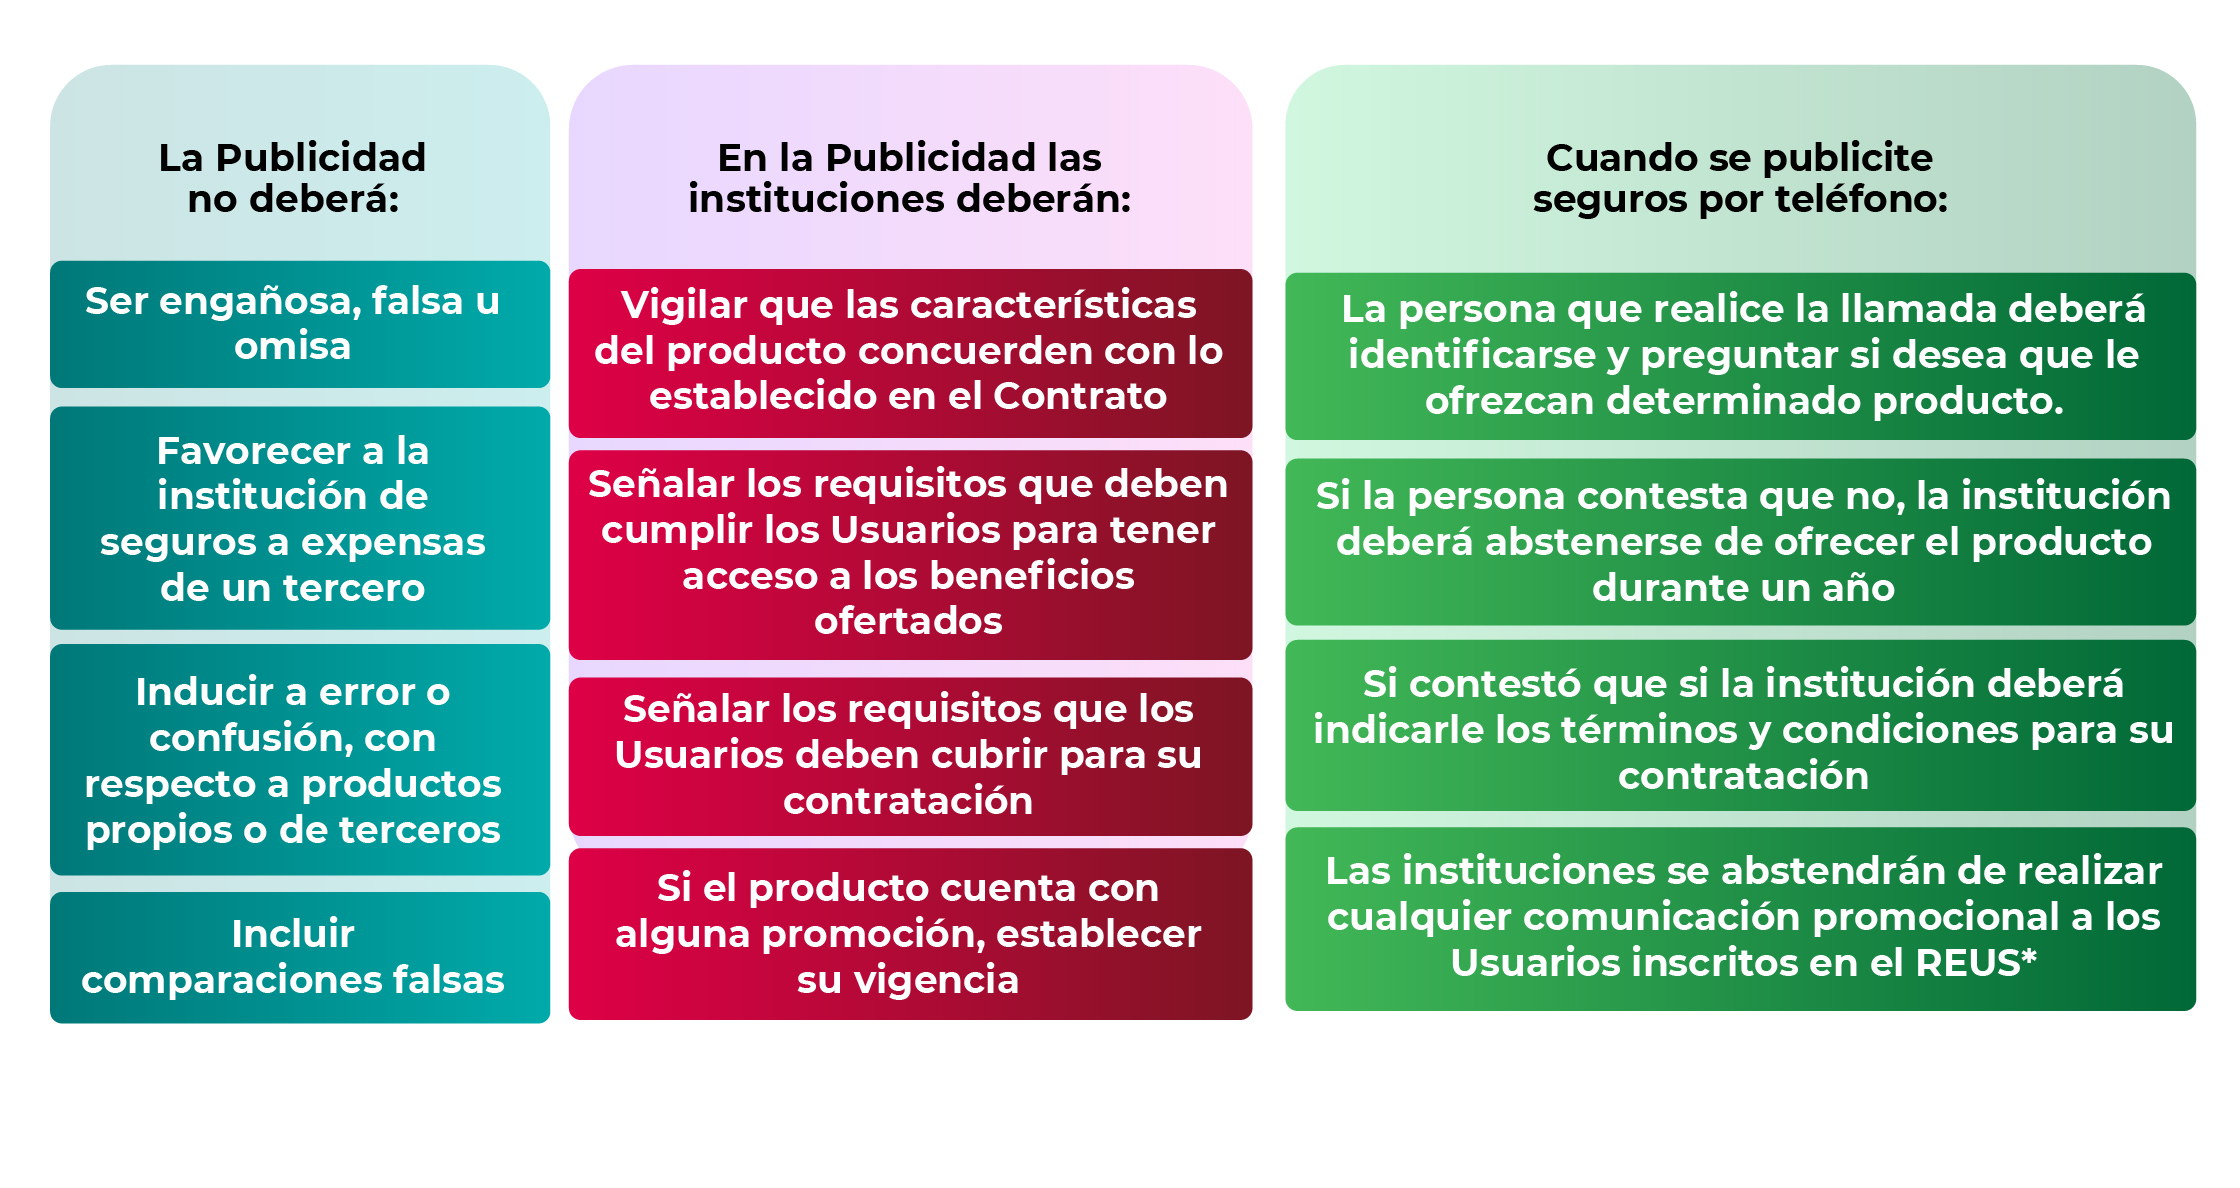 La Publicidad
no deberá:
Ser engañosa, falsa u
omisa
Favorecer a la
institución de
seguros a expensas
de un tercero
Inducir a error o
confusión, con
respecto a productos
propios o de terceros
Incluir
comparaciones falsas
En la Publicidad las
instituciones deberán:
Vigilar que las características
del producto concuerden con lo
establecido en el Contrato
Señalar los requisitos que deben
cumplir los Usuarios para tener
acceso a los beneficios
ofertados
Señalar los requisitos que los
Usuarios deben cubrir para su
contratación
Si el producto cuenta con
alguna promoción, establecer
su vigencia
Cuando se publicite
seguros por teléfono:
La persona que realice la llamada deberá
identificarse y preguntar si desea que le
ofrezcan determinado producto.
Si la persona contesta que no, la institución
deberá abstenerse de ofrecer el producto
durante un año
Si contestó que si la institución deberá
indicarle los términos y condiciones para su
contratación
Las instituciones se abstendrán de realizar
cualquier comunicación promocional a los
Usuarios inscritos en el REUS*